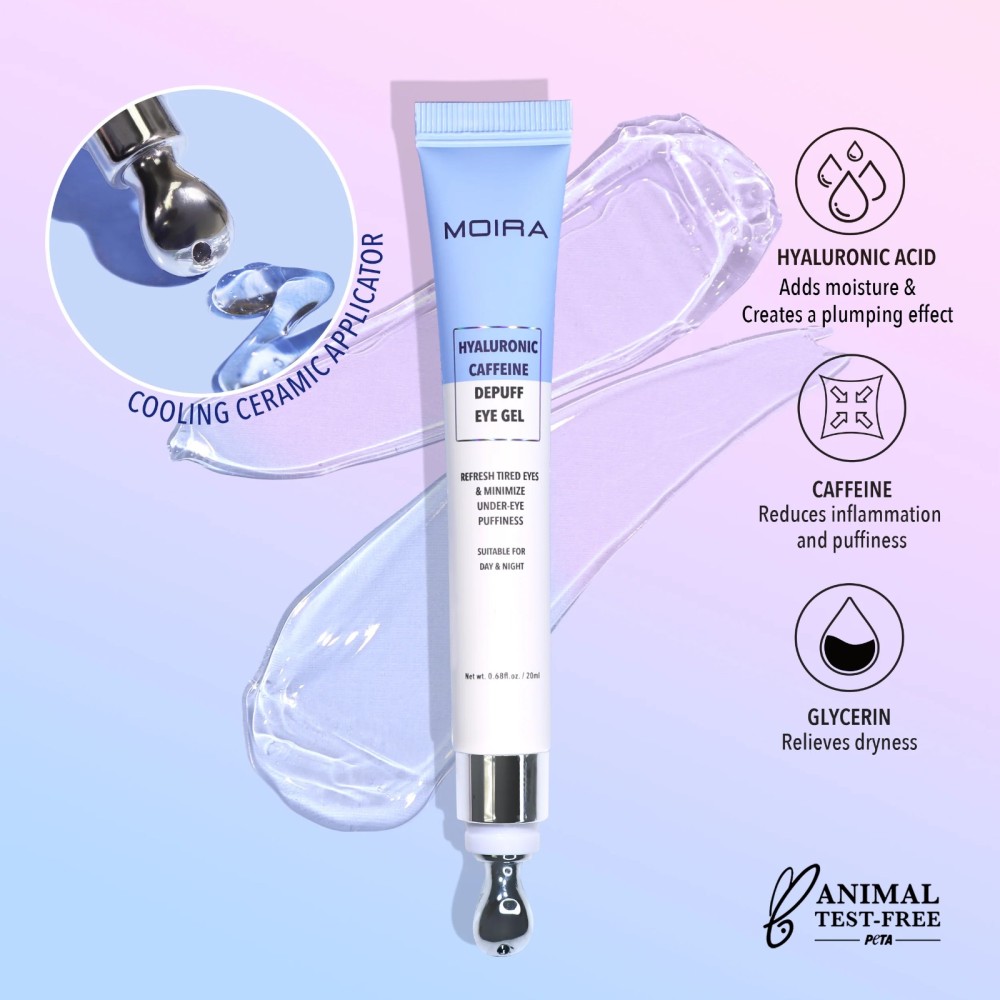 COOLING CERAMIC APPLICATOR
MOIRA
HYALURONIC
CAFFEINE
DEPUFF
EYE GEL
REFRESH TIRED EYES
& MINIMIZE
UNDER-EYE
PUFFINESS
SUITABLE FOR
DAY & NIGHT
Net wt. 0.68fl.oz. / 20ml
HYALURONIC ACID
Adds moisture &
Creates a plumping effect
CAFFEINE
Reduces inflammation
and puffiness
GLYCERIN
Relieves dryness
ANIMAL
TEST-FREE
PETA